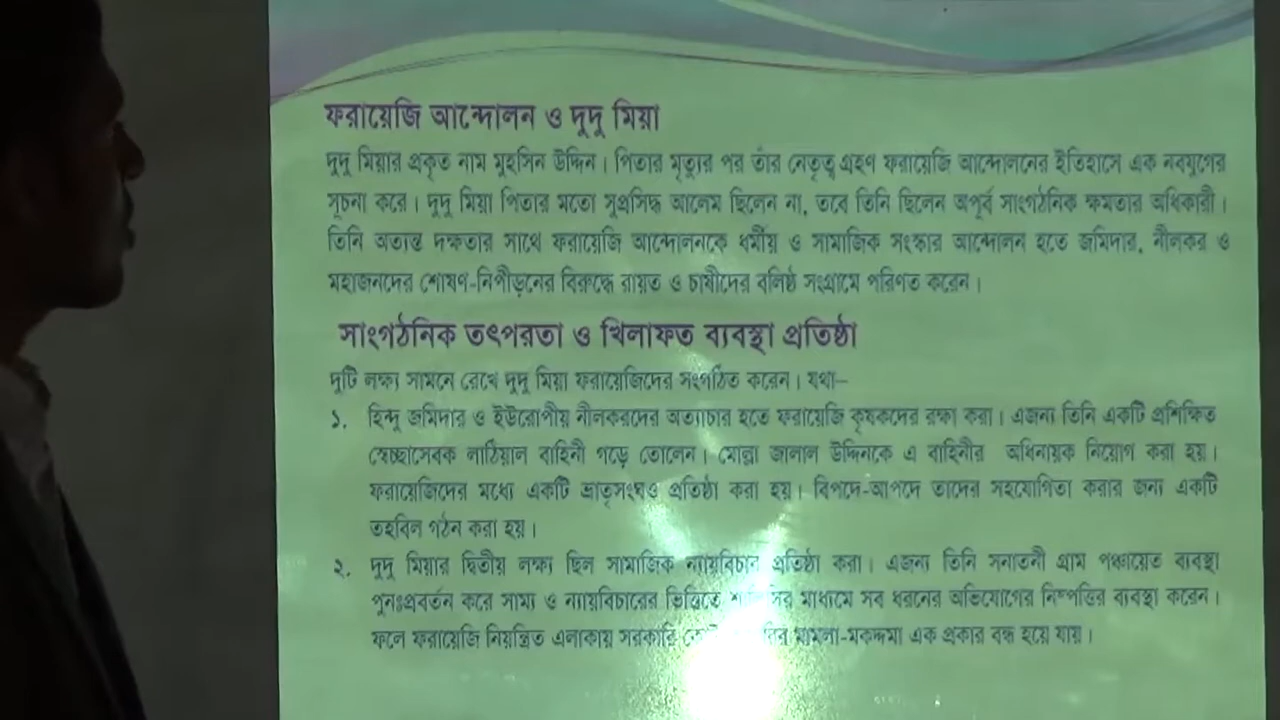 ফরায়েজি আন্দোলন ও দুদু মিয়া
দুদু মিয়ার প্রকৃত নাম মুহসিন উদ্দিন। পিতার মৃত্যুর পর তাঁর নেতৃত্ব গ্রহণ ফরায়েজি আন্দোলনের ইতিহাসে এক নবযুগের
সূচনা করে। দুদু মিয়া পিতার মতো সুপ্রসিদ্ধ আলেম ছিলেন না, তবে তিনি ছিলেন অপূর্ব সাংগঠনিক ক্ষমতার অধিকারী।
তিনি অত্যন্ত দক্ষতার সাথে ফরায়েজি আন্দোলনকে ধর্মীয় ও সামাজিক সংস্কার আন্দোলন হতে জমিদার, নীলকর ও
মহাজনদের শোষণ-নিপীড়নের বিরুদ্ধে রায়ত ও চাষীদের বলিষ্ঠ সংগ্রামে পরিণত করেন।
সাংগঠনিক তৎপরতা ও খিলাফত ব্যবস্থা প্রতিষ্ঠা
দুটি লক্ষ্য সামনে রেখে দুদু মিয়া ফরায়েজিদের সংগঠিত করেন। যথা–
১. হিন্দু জমিদার ও ইউরোপীয় নীলকরদের অত্যাচার হতে ফরায়েজি কৃষকদের রক্ষা করা। এজন্য তিনি একটি প্রশিক্ষিত
স্বেচ্ছাসেবক লাঠিয়াল বাহিনী গড়ে তোলেন। মোল্লা জালাল উদ্দিনকে এ বাহিনীর অধিনায়ক নিয়োগ করা হয়।
ফরায়েজিদের মধ্যে একটি ভ্রাতৃসংঘও প্রতিষ্ঠা করা হয়। বিপদে-আপদে তাদের সহযোগিতা করার জন্য একটি
তহবিল গঠন করা হয়।
২. দুদু মিয়ার দ্বিতীয় লক্ষ্য ছিল সামাজিক ন্যায়বিচার প্রতিষ্ঠা করা। এজন্য তিনি সনাতনী গ্রাম পঞ্চায়েত ব্যবস্থা
পুনঃপ্রবর্তন করে সাম্য ও ন্যায়বিচারের ভিত্তিতে মাধ্যমে সব ধরনের অভিযোগের নিষ্পত্তির ব্যবস্থা করেন।
ফলে ফরায়েজি নিয়ন্ত্রিত এলাকায় সরকারি মামলা-মকদ্দমা এক প্রকার বন্ধ হয়ে যায়।